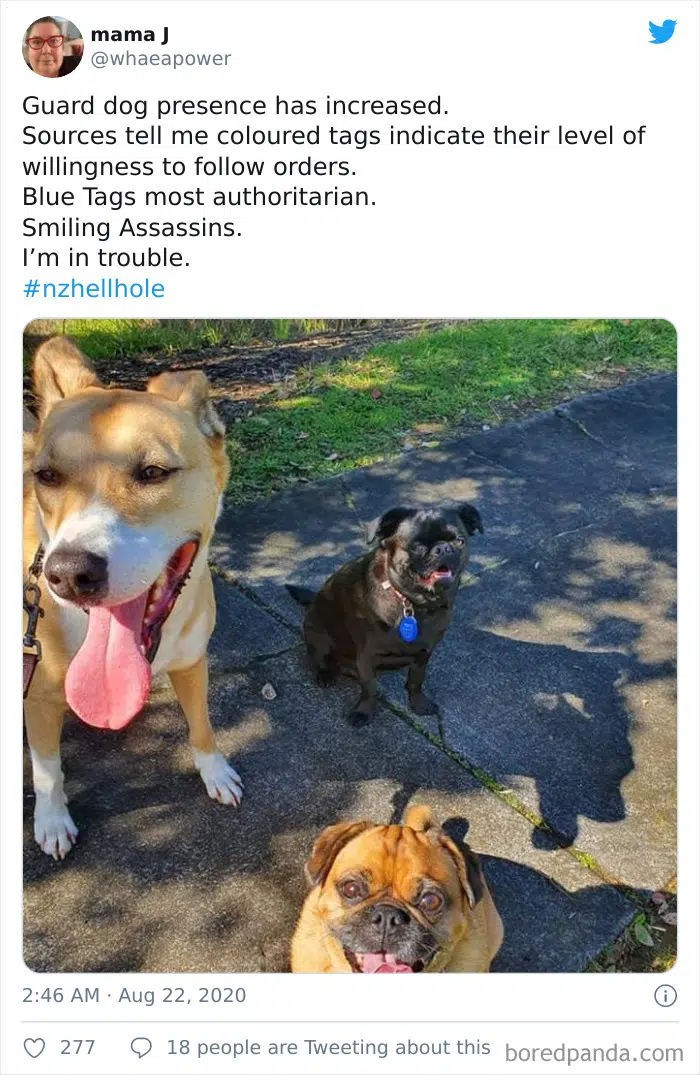 mama J
@whaeapower
Guard dog presence has increased.
Sources tell me coloured tags indicate their level of
willingness to follow orders.
Blue Tags most authoritarian.
Smiling Assassins.
I’m in trouble.
#nzhellhole
2:46 AM · Aug 22, 2020
277
18 people are Tweeting about this
boredpanda.com